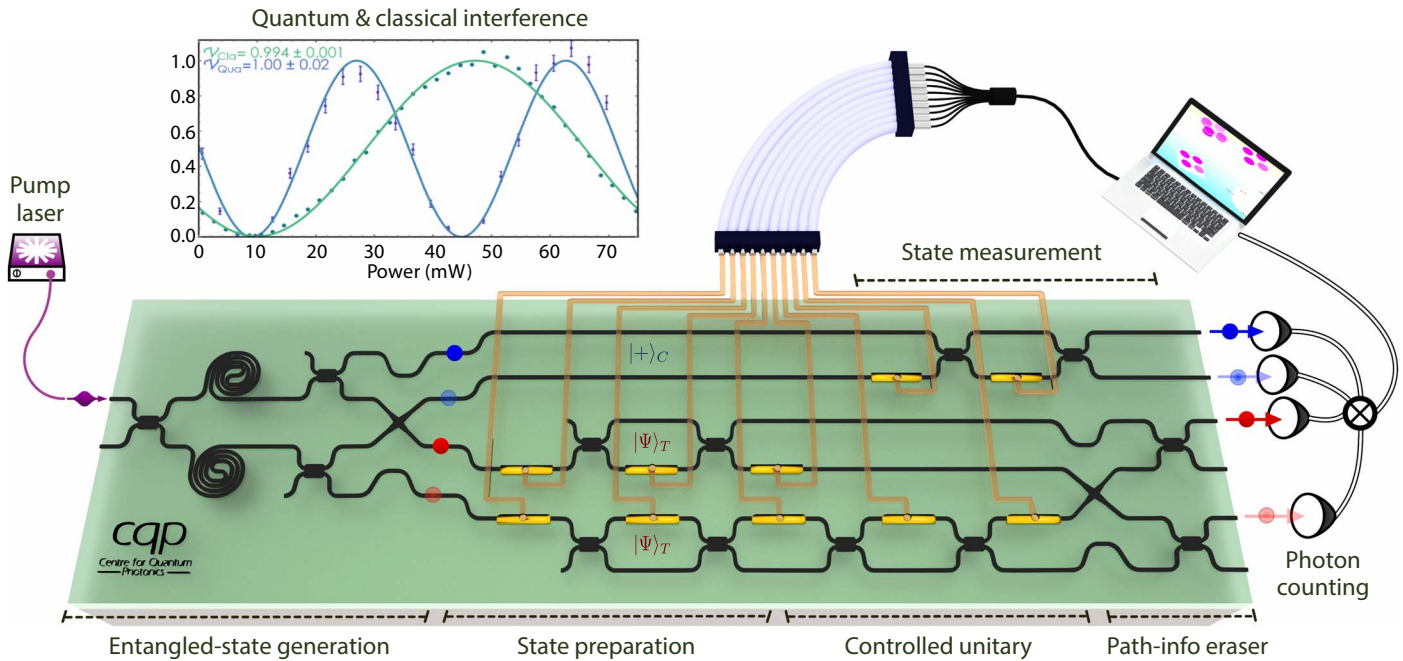 Quantum & classical interference
𝒱Cla= 0.994 ± 0.001
𝒱Qua= 1.00 ± 0.02
1.0
0.8
0.6
0.4
0.2
0.0
0 10 20 30 40 50 60 70
Power (mW)
Pump
laser
State measurement
|+⟩C
|Ψ⟩T
|Ψ⟩T
cqp
Centre for Quantum
Photonics
Photon
counting
Entangled-state generation
State preparation
Controlled unitary
Path-info eraser